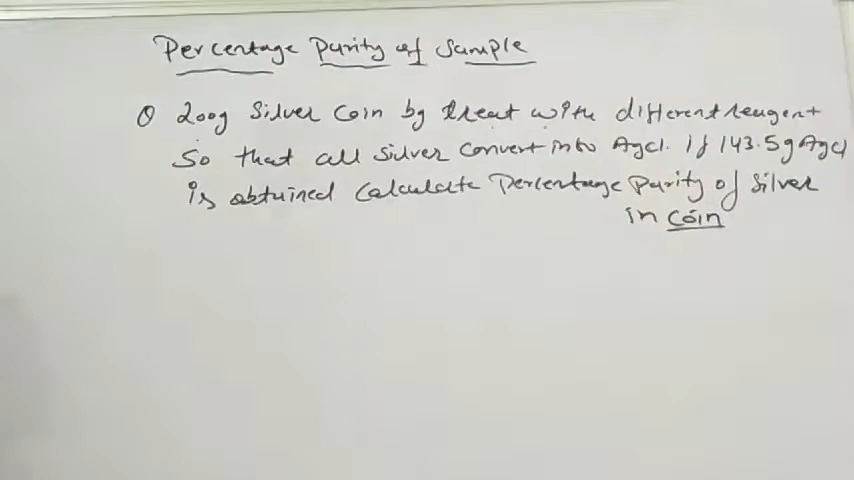 Percentage Purity of Sample
Q 200g Silver Coin by treat with different reagent
So that all Silver Convert into Agcl. if 143.5g Agcl
is obtained Calculate Percentage Purity of Silver
in Coin